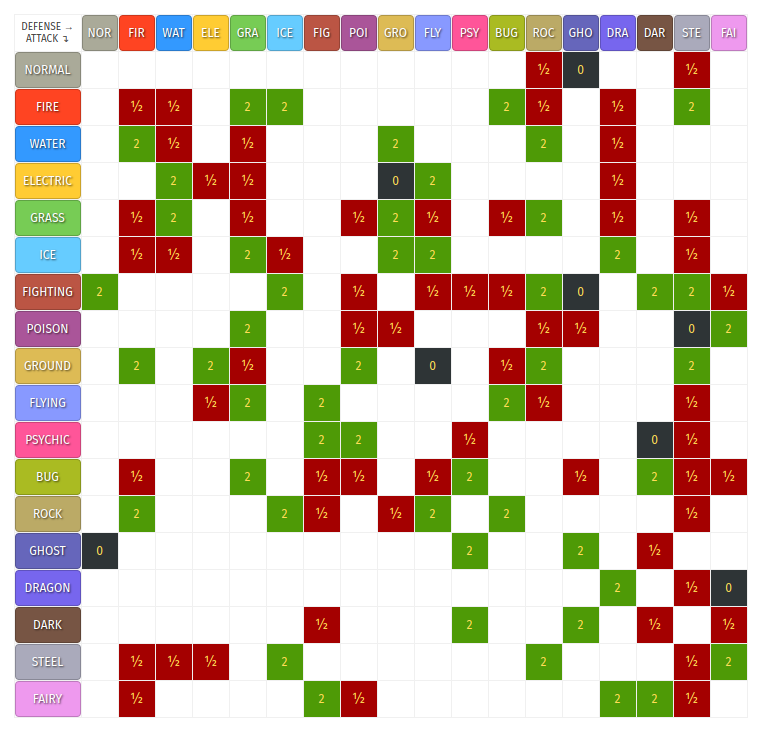 DEFENSE → NOR FIR WAT ELE GRA ICE FIG POI GRO FLY PSY BUG ROC GHO DRA DAR STE FAI
ATTACK ↴
NORMAL ½ 0 ½
FIRE ½ ½ 2 2 2 ½ ½ 2
WATER 2 ½ ½ 2 2 ½
ELECTRIC 2 ½ ½ 0 2 ½
GRASS ½ 2 ½ ½ 2 ½ ½ 2 ½ ½
ICE ½ ½ 2 ½ 2 2 2 ½
FIGHTING 2 2 ½ ½ ½ ½ 2 0 2 2 ½
POISON 2 ½ ½ ½ ½ 0 2
GROUND 2 2 ½ 2 0 ½ 2 2
FLYING ½ 2 2 2 ½ ½
PSYCHIC 2 2 ½ 0 ½
BUG ½ 2 ½ ½ ½ 2 ½ 2 ½ ½
ROCK 2 2 ½ ½ 2 2 ½
GHOST 0 2 2 ½
DRAGON 2 ½ 0
DARK ½ 2 2 ½ ½
STEEL ½ ½ ½ 2 2 ½ 2
FAIRY ½ 2 ½ 2 2 ½